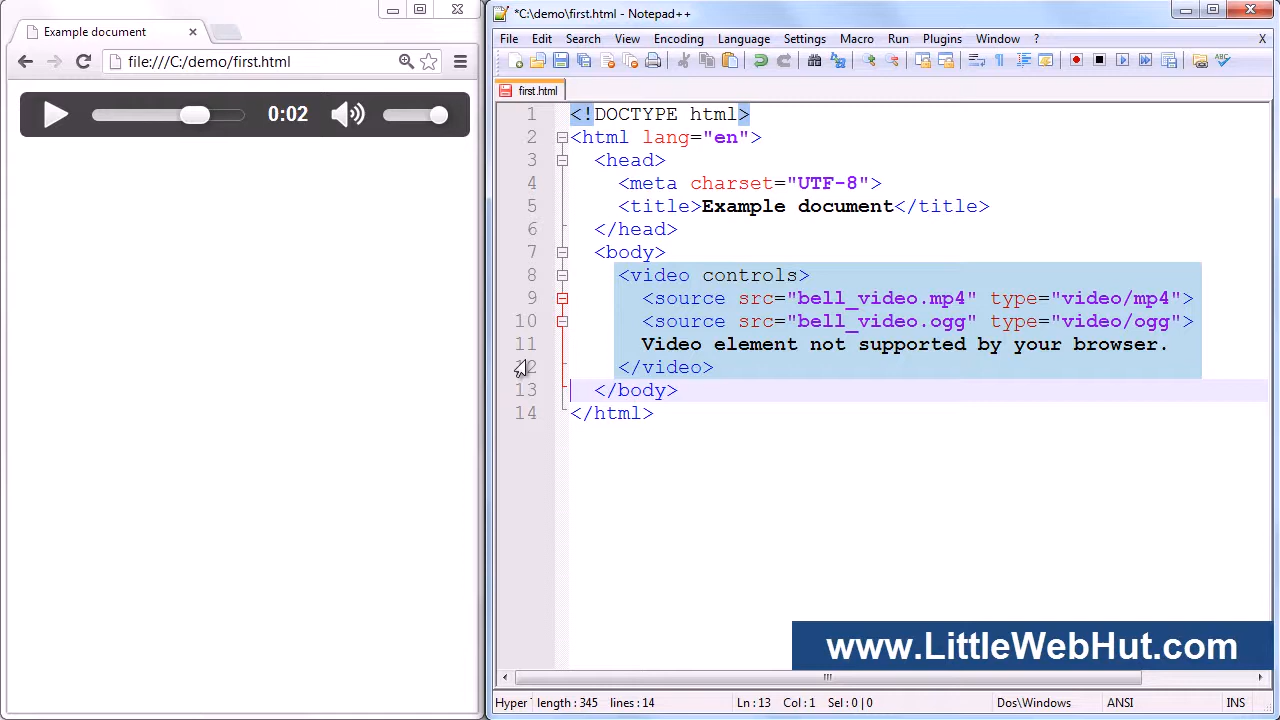 Example document
file:///C:/demo/first.html
0:02
*C:\demo\first.html - Notepad++
File Edit Search View Encoding Language Settings Macro Run Plugins Window ? X
first.html
1 <!DOCTYPE html>
2 <html lang="en">
3 <head>
4 <meta charset="UTF-8">
5 <title>Example document</title>
6 </head>
7 <body>
8 <video controls>
9 <source src="bell_video.mp4" type="video/mp4">
10 <source src="bell_video.ogg" type="video/ogg">
11 Video element not supported by your browser.
12 </video>
13 </body>
14 </html>
www.LittleWebHut.com
Hyper length : 345 lines : 14 Ln : 13 Col : 1 Sel : 0 | 0 Dos\Windows ANSI INS